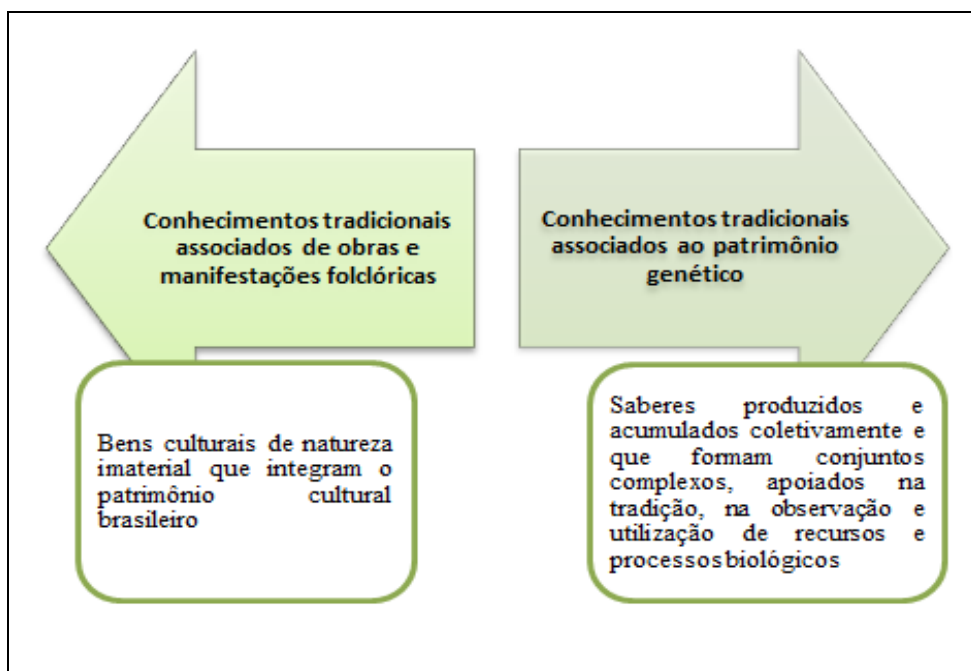 Conhecimentos tradicionais
associados de obras e
manifestações folclóricas
Conhecimentos tradicionais
associados ao patrimônio
genético
Bens culturais de natureza
imaterial que integram o
patrimônio cultural
brasileiro
Saberes produzidos e
acumulados coletivamente e
que formam conjuntos
complexos, apoiados na
tradição, na observação e
utilização de recursos e
processos biológicos